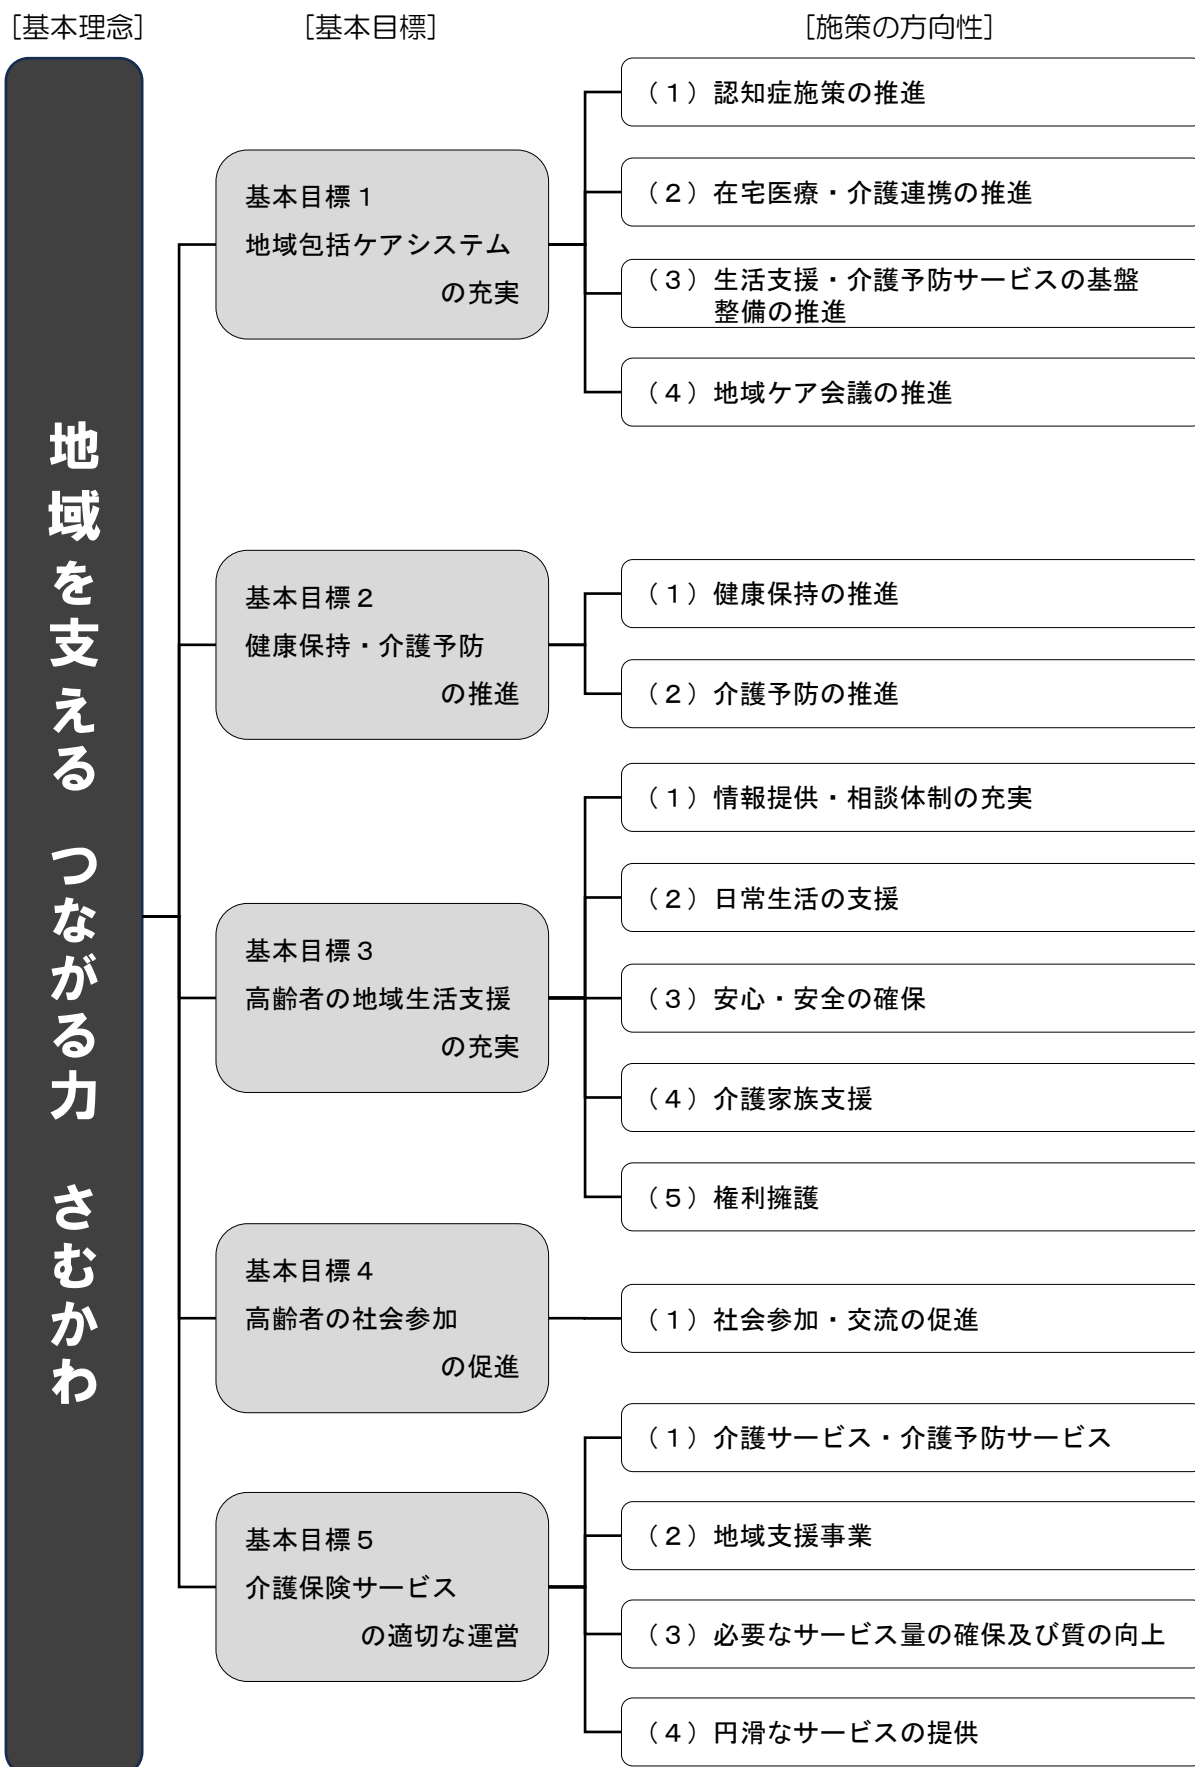 [基本理念]
[基本目標]
[施策の方向性]
地域を支える つながる力 さむかわ
基本目標１
地域包括ケアシステム
の充実
（１）認知症施策の推進
（２）在宅医療・介護連携の推進
（３）生活支援・介護予防サービスの基盤
整備の推進
（４）地域ケア会議の推進
基本目標２
健康保持・介護予防
の推進
（１）健康保持の推進
（２）介護予防の推進
基本目標３
高齢者の地域生活支援
の充実
（１）情報提供・相談体制の充実
（２）日常生活の支援
（３）安心・安全の確保
（４）介護家族支援
（５）権利擁護
基本目標４
高齢者の社会参加
の促進
（１）社会参加・交流の促進
基本目標５
介護保険サービス
の適切な運営
（１）介護サービス・介護予防サービス
（２）地域支援事業
（３）必要なサービス量の確保及び質の向上
（４）円滑なサービスの提供